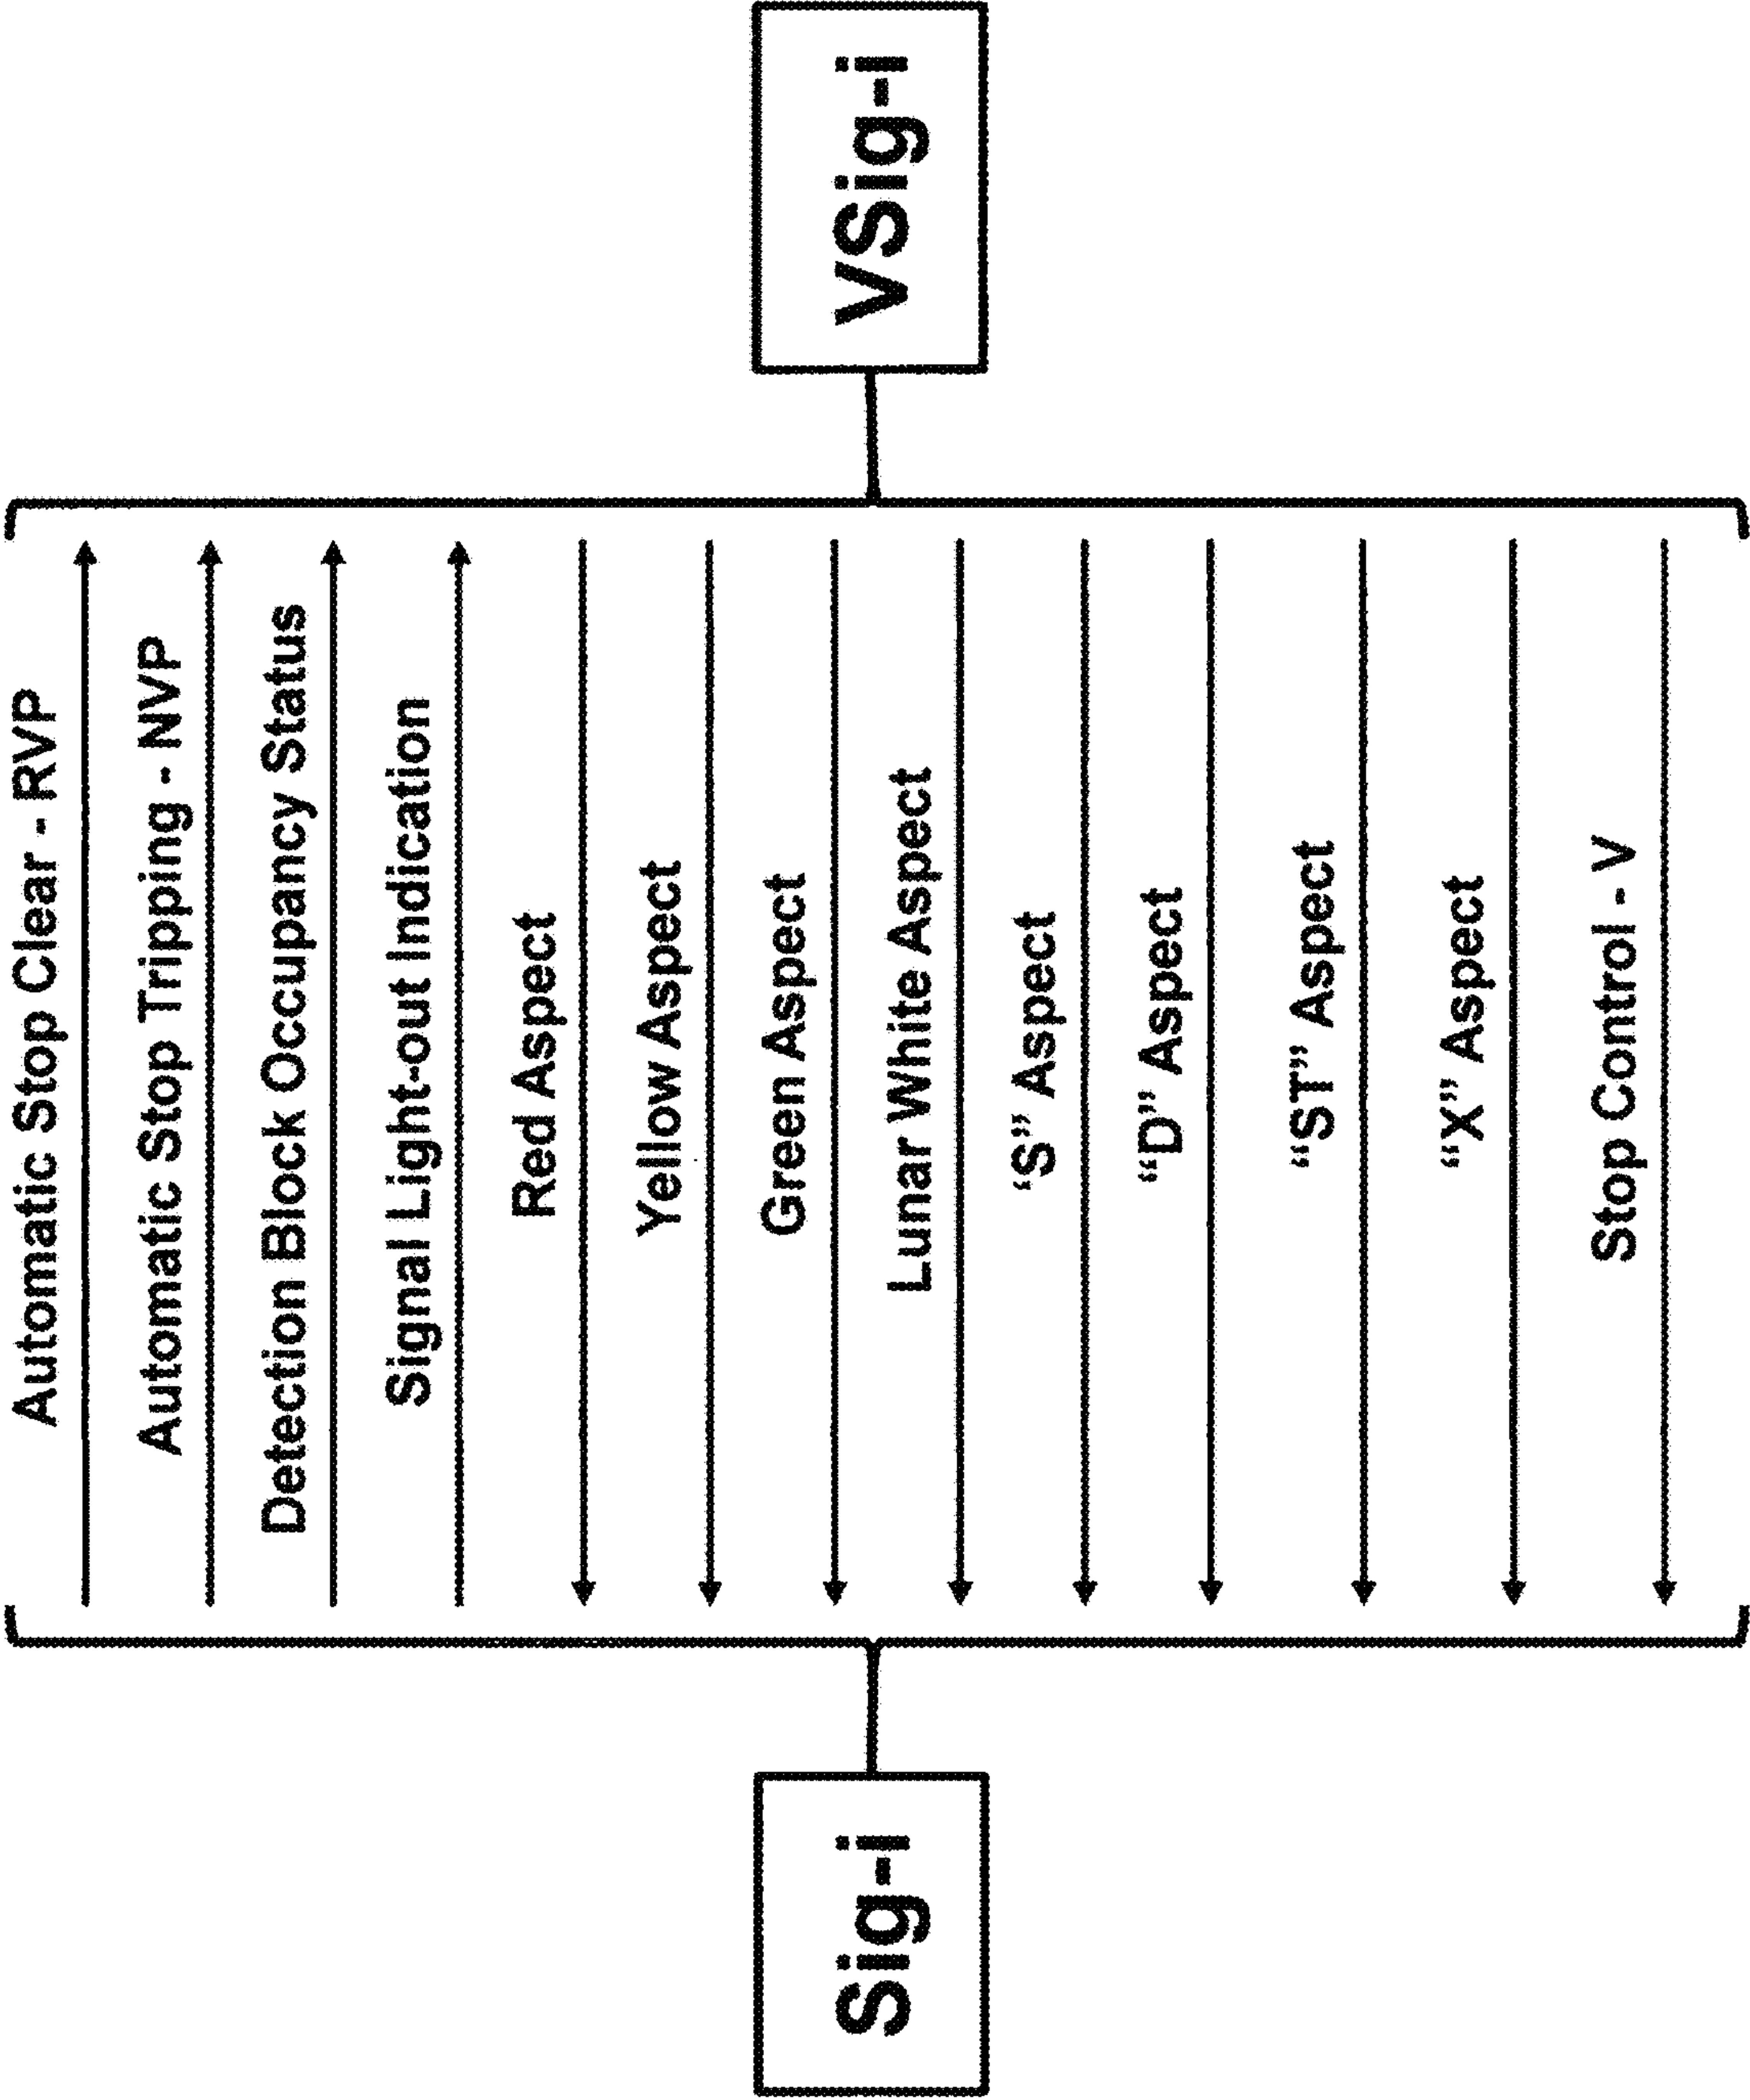 Automatic Stop Clear - RVP
Automatic Stop Tripping - NVP
Detection Block Occupancy Status
Signal Light-out Indication
Red Aspect
Yellow Aspect
Green Aspect
Lunar White Aspect
‘S” Aspect
“D” Aspect
“ST” Aspect
“X” Aspect
Stop Control - V
Sig-i
VSig-i